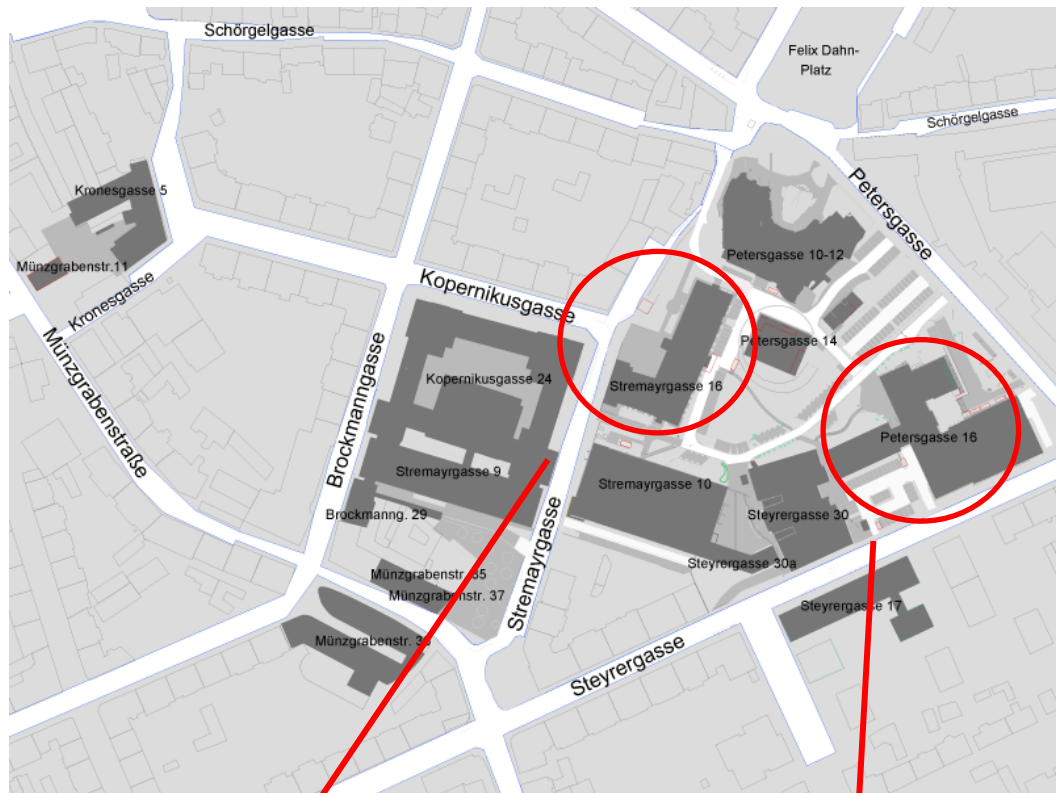 Schörgelgasse
Felix Dahn-
Platz
Schörgelgasse
Petersgasse
Kronesgasse 5
Petersgasse 10-12
Münzgrabenstr.11
Kronesgasse
Kopernikusgasse
Petersgasse 14
Münzgrabenstraße
Brockmanngasse
Kopernikusgasse 24
Stremayrgasse 16
Petersgasse 16
Stremayrgasse 9
Stremayrgasse 10
Brockmanng. 29
Steyrergasse 30
Stremayrgasse
Steyrergasse 30a
Münzgrabenstr. 35
Münzgrabenstr. 37
Steyrergasse 17
Münzgrabenstr. 36
Steyrergasse